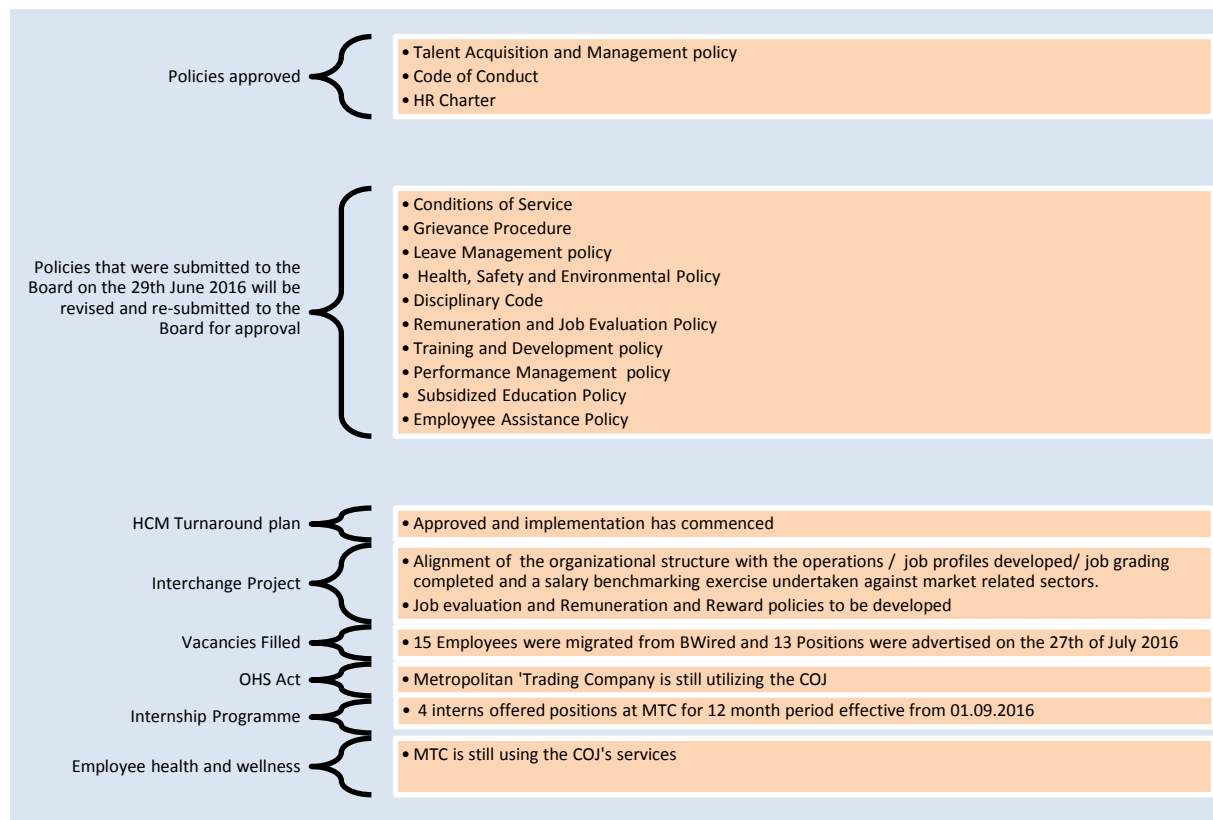 Policies approved
• Talent Acquisition and Management policy
• Code of Conduct
• HR Charter
Policies that were submitted to the
Board on the 29th June 2016 will be
revised and re-submitted to the
Board for approval
• Conditions of Service
• Grievance Procedure
• Leave Management policy
• Health, Safety and Environmental Policy
• Disciplinary Code
• Remuneration and Job Evaluation Policy
• Training and Development policy
• Performance Management  policy
• Subsidized Education Policy
• Employyee Assistance Policy
HCM Turnaround plan
• Approved and implementation has commenced
Interchange Project
• Alignment of  the organizational structure with the operations /  job profiles developed/ job grading
completed and a salary benchmarking exercise undertaken against market related sectors.
• Job evaluation and Remuneration and Reward policies to be developed
Vacancies Filled
• 15 Employees were migrated from BWired and 13 Positions were advertised on the 27th of July 2016
OHS Act
• Metropolitan 'Trading Company is still utilizing the COJ
Internship Programme
• 4 interns offered positions at MTC for 12 month period effective from 01.09.2016
Employee health and wellness
• MTC is still using the COJ's services